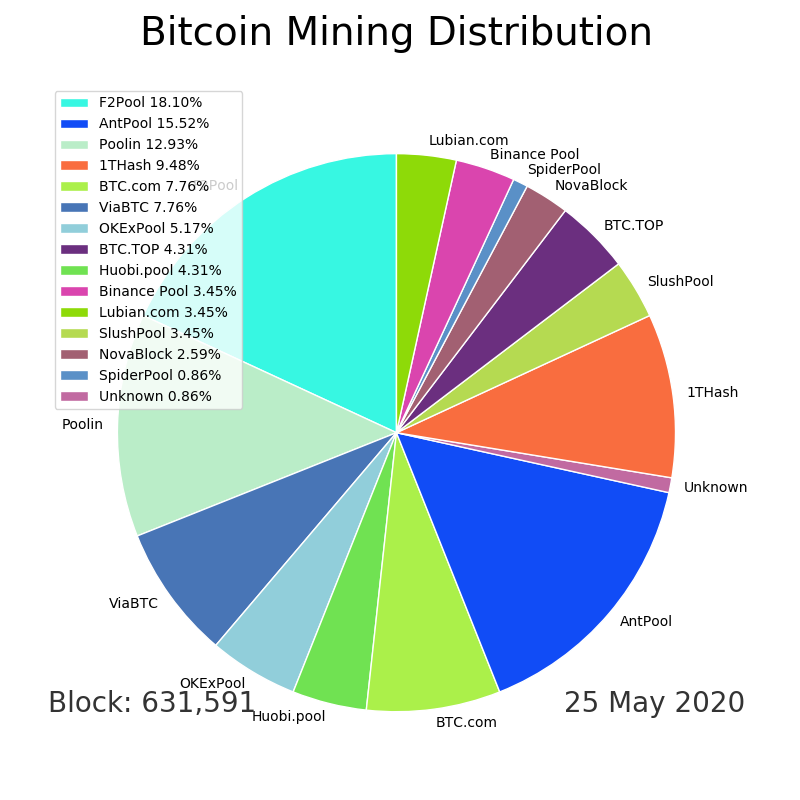 Bitcoin Mining Distribution
F2Pool 18.10%
AntPool 15.52%
Poolin 12.93%
1THash 9.48%
BTC.com 7.76%
ViaBTC 7.76%
OKExPool 5.17%
BTC.TOP 4.31%
Huobi.pool 4.31%
Binance Pool 3.45%
Lubian.com 3.45%
SlushPool 3.45%
NovaBlock 2.59%
SpiderPool 0.86%
Unknown 0.86%
Lubian.com
Binance Pool
SpiderPool
NovaBlock
BTC.TOP
SlushPool
1THash
Unknown
AntPool
BTC.com
Huobi.pool
OKExPool
ViaBTC
Poolin
Block: 631,591
25 May 2020